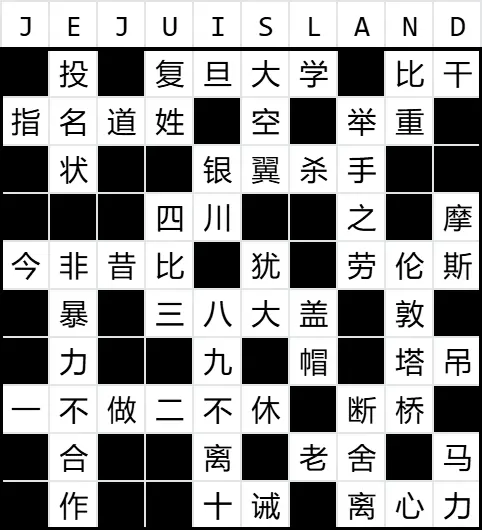 J E J U I S L A N D
投 复 旦 大 学 比 干
指 名 道 姓 空 举 重
状 银 翼 杀 手
四 川 之 摩
今 非 昔 比 犹 劳 伦 斯
暴 三 八 大 盖 敦
力 九 帽 塔 吊
一 不 做 二 不 休 断 桥
合 离 老 舍 马
作 十 诫 离 心 力